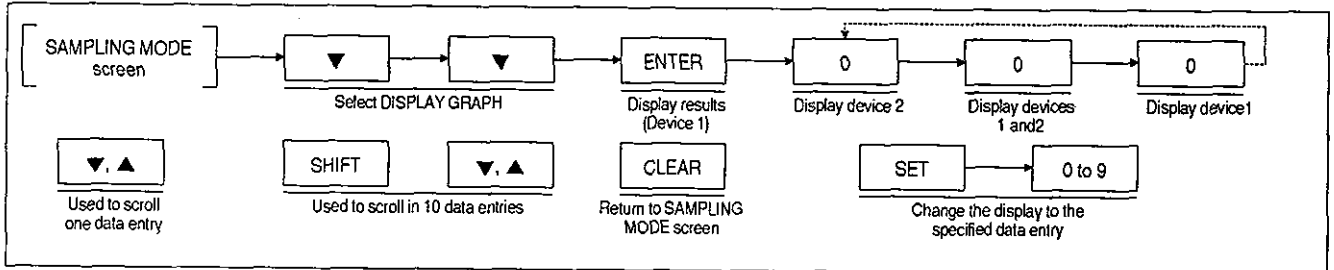 SAMPLING MODE
screen
▼
▼
ENTER
0
0
0
Select DISPLAY GRAPH
Display results
(Device 1)
Display device 2
Display devices
1 and2
Display device1
▼, ▲
SHIFT
▼, ▲
CLEAR
SET
0 to 9
Used to scroll
one data entry
Used to scroll in 10 data entries
Return to SAMPLING
MODE screen
Change the display to the
specified data entry